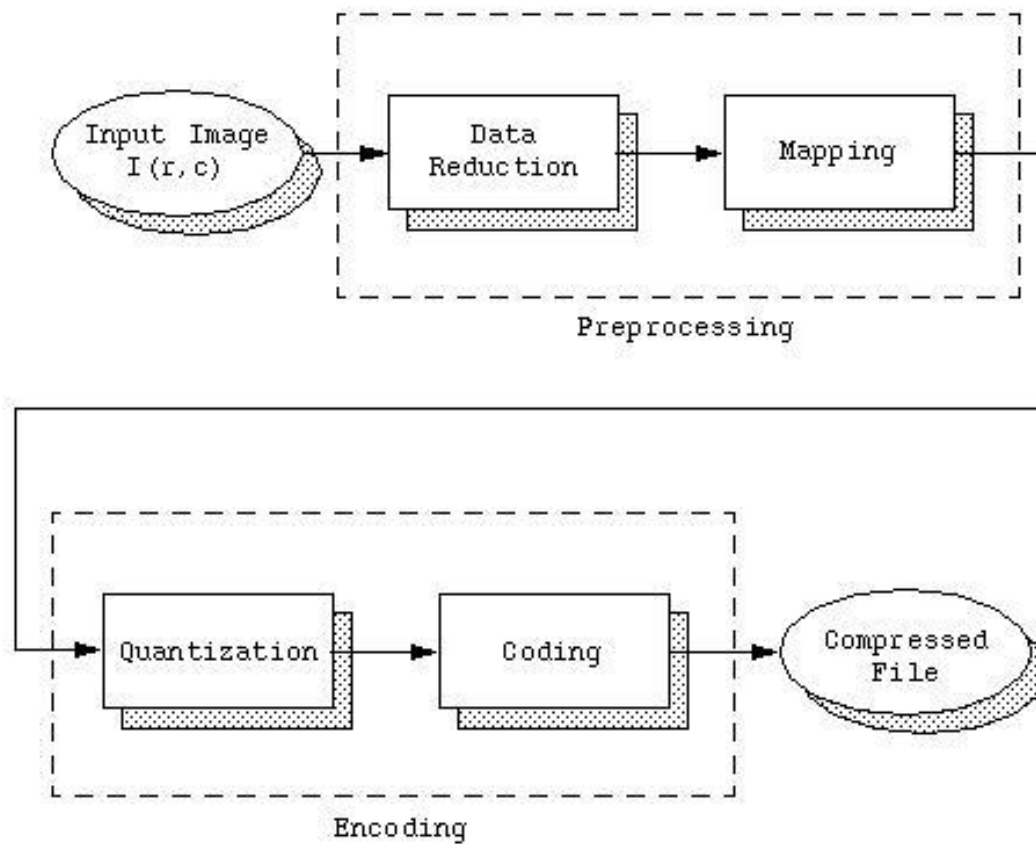 Input Image
I(r,c)
Data
Reduction
Mapping
Preprocessing
Quantization
Coding
Compressed
File
Encoding